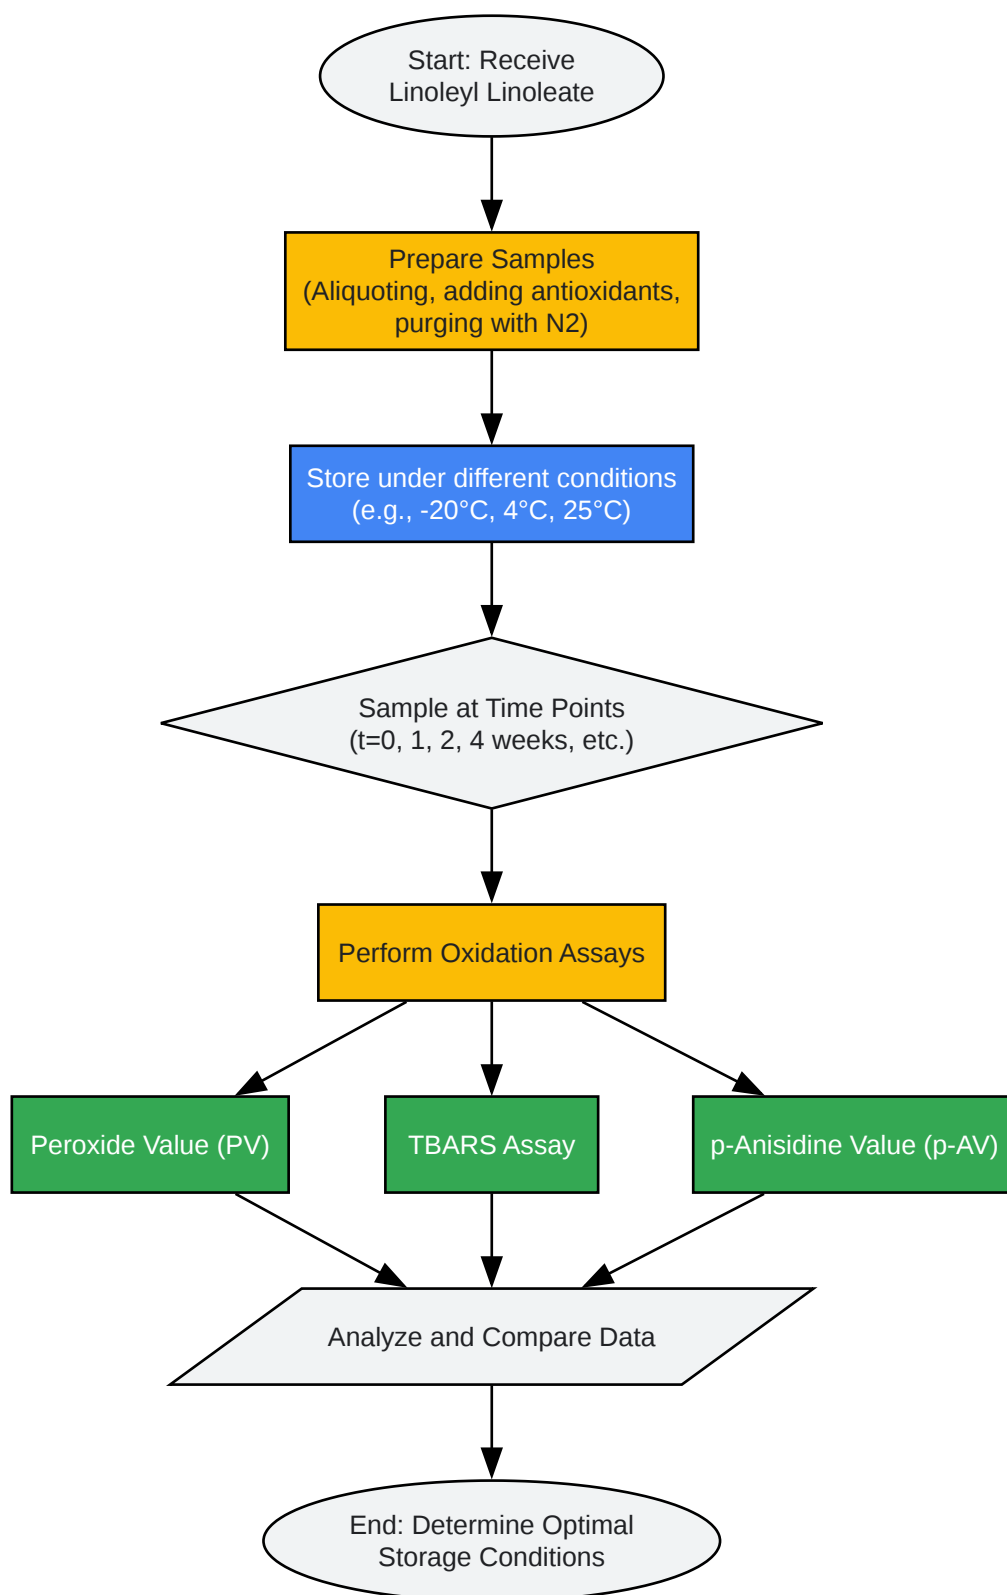 Start: Receive
Linoleyl Linoleate
Prepare Samples
(Aliquoting, adding antioxidants,
purging with N2)
Store under different conditions
(e.g., -20°C, 4°C, 25°C)
Sample at Time Points
(t=0, 1, 2, 4 weeks, etc.)
Perform Oxidation Assays
Peroxide Value (PV)
TBARS Assay
p-Anisidine Value (p-AV)
Analyze and Compare Data
End: Determine Optimal
Storage Conditions